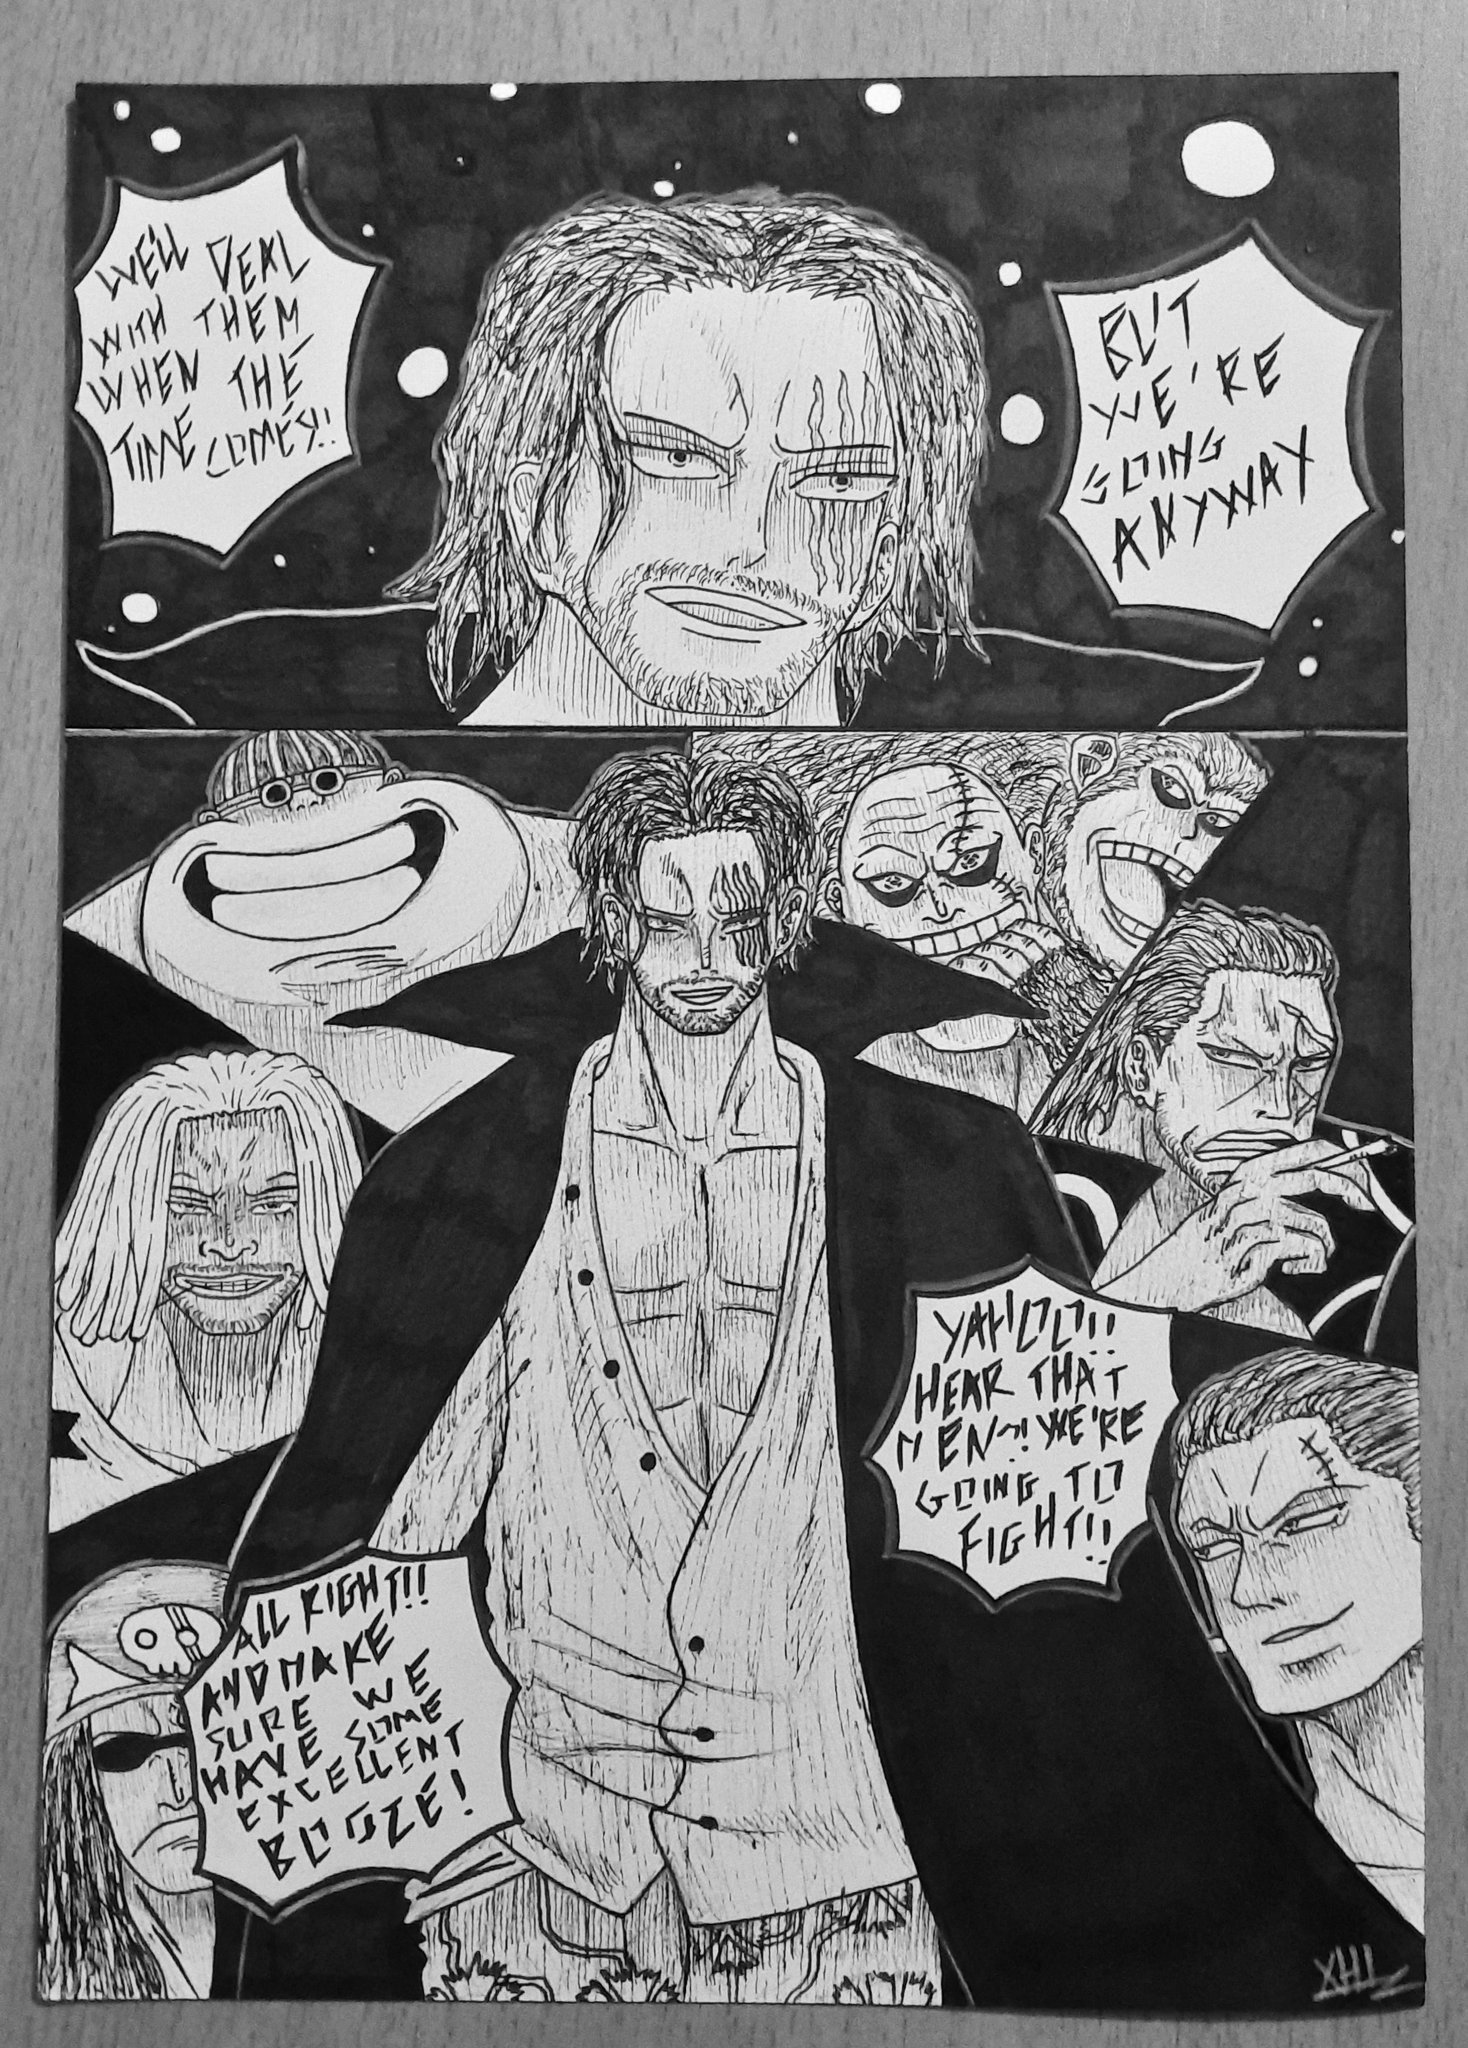 WE'LL DEAL
WITH THEM
WHEN THE
TIME COMES!!
BUT
WE'RE
GOING
ANYWAY
YAHOO!!
HEAR THAT
MEN?! WE'RE
GOING TO
FIGHT!!
ALL RIGHT!!
AND MAKE
SURE WE
HAVE SOME
EXCELLENT
BOOZE!